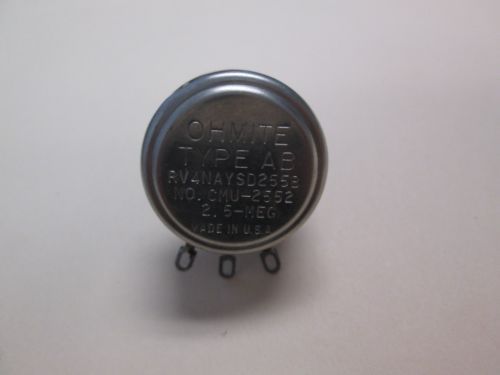 OHMITE
TYPE AB
RV4NAYSD255B
NO. CMU-2552
2.5-MEG
MADE IN U.S.A.